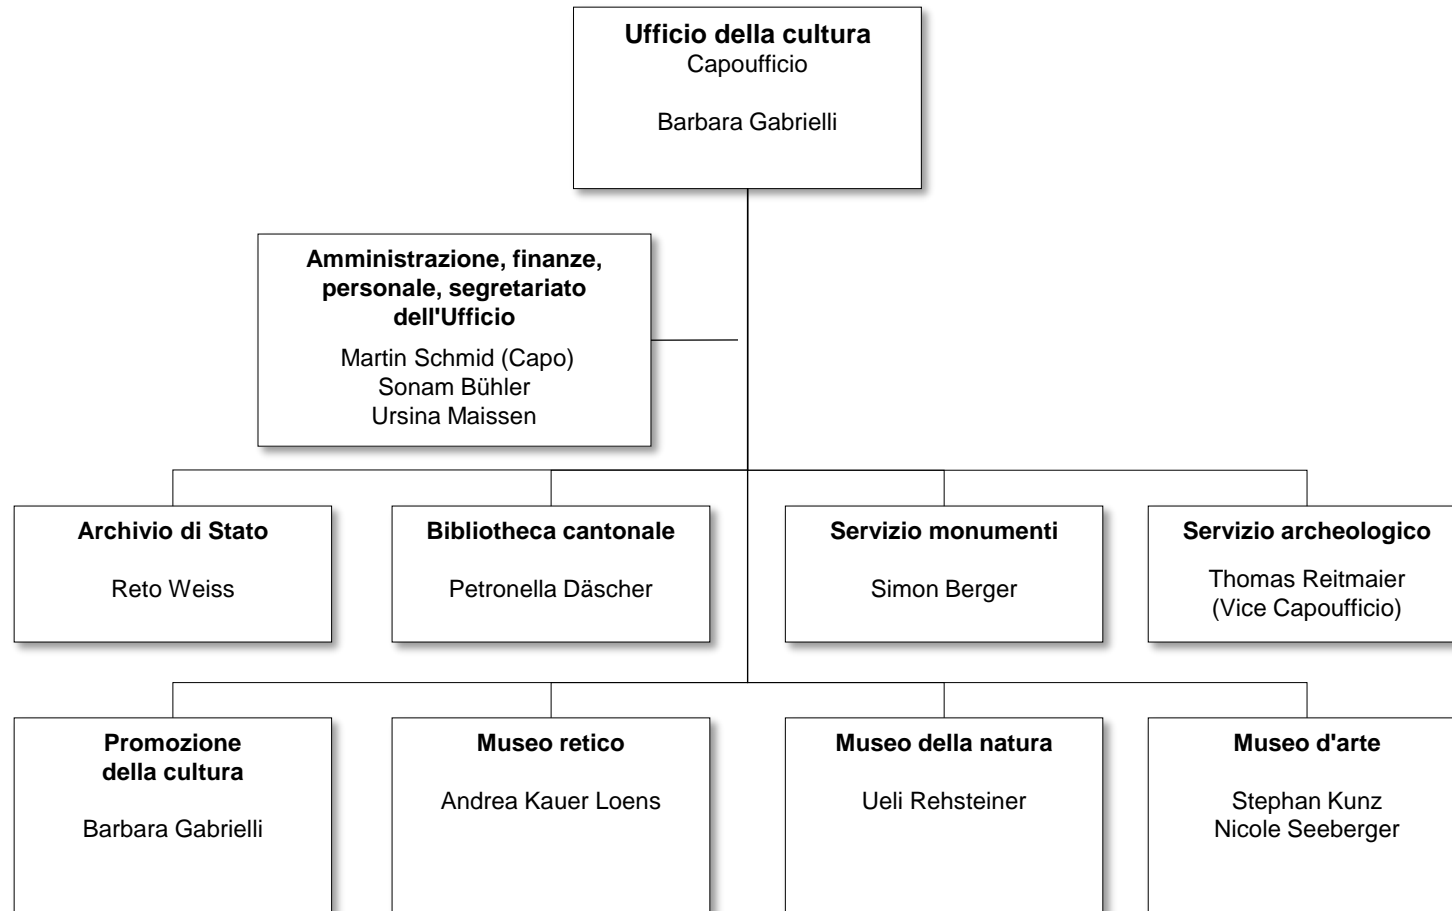 Ufficio della cultura
Capoufficio
Barbara Gabrielli
Amministrazione, finanze,
personale, segretariato
dell'Ufficio
Martin Schmid (Capo)
Sonam Bühler
Ursina Maissen
Archivio di Stato
Reto Weiss
Bibliotheca cantonale
Petronella Däscher
Servizio monumenti
Simon Berger
Servizio archeologico
Thomas Reitmaier
(Vice Capoufficio)
Promozione
della cultura
Barbara Gabrielli
Museo retico
Andrea Kauer Loens
Museo della natura
Ueli Rehsteiner
Museo d'arte
Stephan Kunz
Nicole Seeberger